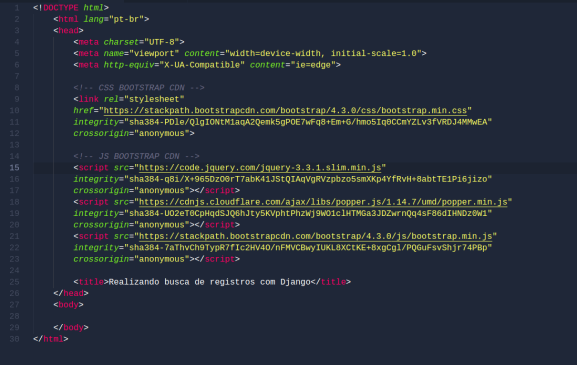 1 <!DOCTYPE html>
2 <html lang="pt-br">
3 <head>
4 <meta charset="UTF-8">
5 <meta name="viewport" content="width=device-width, initial-scale=1.0">
6 <meta http-equiv="X-UA-Compatible" content="ie=edge">
7
8 <!-- CSS BOOTSTRAP CDN -->
9 <link rel="stylesheet"
10 href="https://stackpath.bootstrapcdn.com/bootstrap/4.3.0/css/bootstrap.min.css"
11 integrity="sha384-PDle/QlgIONtM1aqA2Qemk5gPOE7wFq8+Em+G/hmo5Iq0CCmYZLv3fVRDJ4MMwEA"
12 crossorigin="anonymous">
13
14 <!-- JS BOOTSTRAP CDN -->
15 <script src="https://code.jquery.com/jquery-3.3.1.slim.min.js"
16 integrity="sha384-q8i/X+965DzO0rT7abK41JStQIAqVgRVzpbzo5smXKp4YfRvH+8abtTE1Pi6jizo"
17 crossorigin="anonymous"></script>
18 <script src="https://cdnjs.cloudflare.com/ajax/libs/popper.js/1.14.7/umd/popper.min.js"
19 integrity="sha384-UO2eT0CpHqdSJQ6hJty5KVphtPhzWj9WO1clHTMGa3JDZwrnQq4sF86dIHNDz0W1"
20 crossorigin="anonymous"></script>
21 <script src="https://stackpath.bootstrapcdn.com/bootstrap/4.3.0/js/bootstrap.min.js"
22 integrity="sha384-7aThvCh9TypR7fIc2HV4O/nFMVCBwyIUKL8XCtKE+8xgCgl/PQGuFsvShjr74PBp"
23 crossorigin="anonymous"></script>
24
25 <title>Realizando busca de registros com Django</title>
26 </head>
27 <body>
28
29 </body>
30 </html>